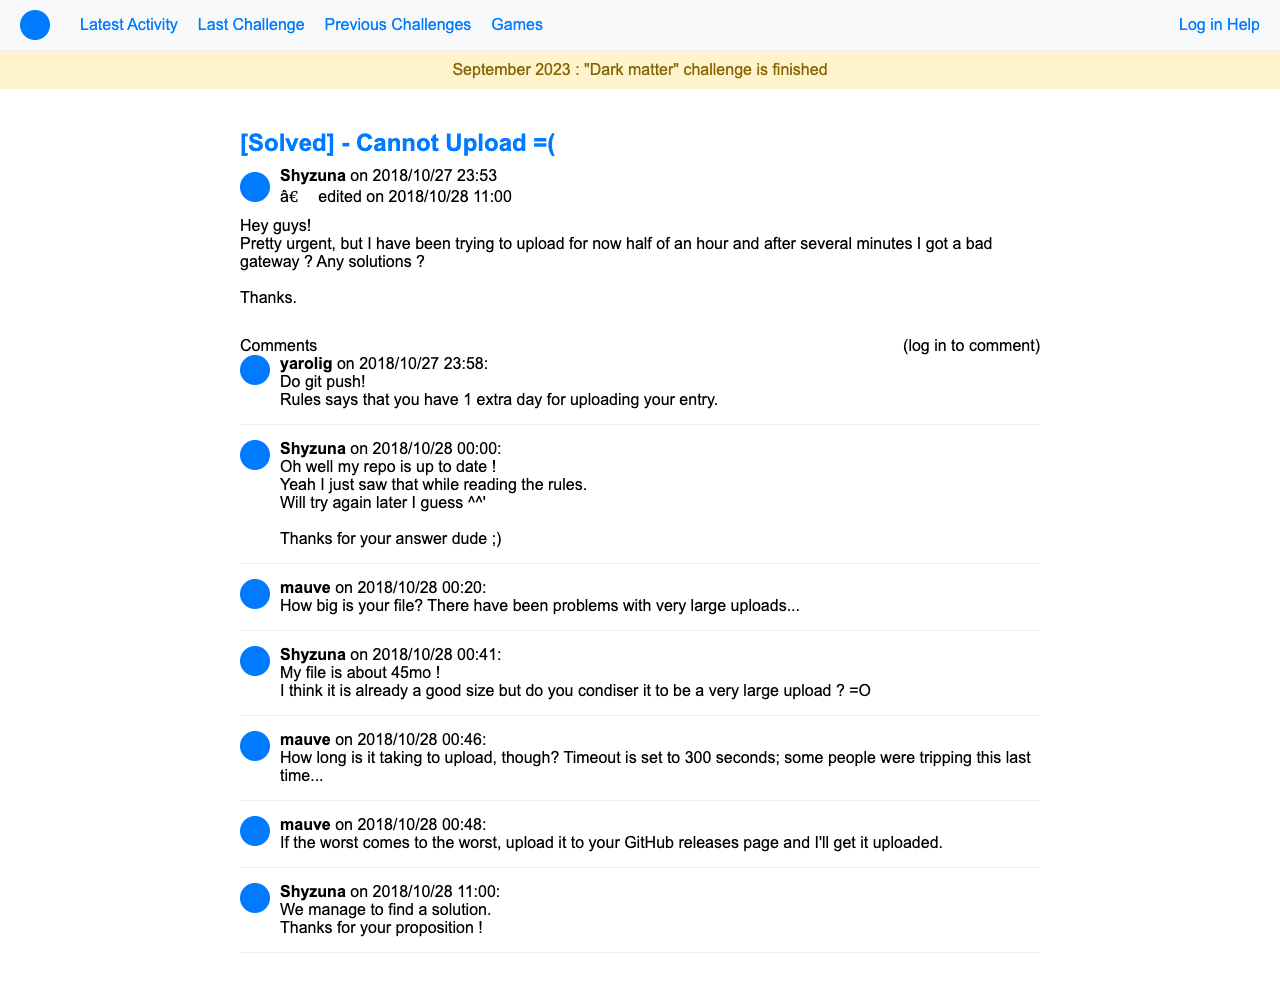 Latest Activity Last Challenge Previous Challenges Games Log in Help
September 2023 : "Dark matter" challenge is finished
[Solved] - Cannot Upload =(
Shyzuna on 2018/10/27 23:53
â€ edited on 2018/10/28 11:00
Hey guys!
Pretty urgent, but I have been trying to upload for now half of an hour and after several minutes I got a bad
gateway ? Any solutions ?
Thanks.
Comments (log in to comment)
yarolig on 2018/10/27 23:58:
Do git push!
Rules says that you have 1 extra day for uploading your entry.
Shyzuna on 2018/10/28 00:00:
Oh well my repo is up to date !
Yeah I just saw that while reading the rules.
Will try again later I guess ^^'
Thanks for your answer dude ;)
mauve on 2018/10/28 00:20:
How big is your file? There have been problems with very large uploads...
Shyzuna on 2018/10/28 00:41:
My file is about 45mo !
I think it is already a good size but do you condiser it to be a very large upload ? =O
mauve on 2018/10/28 00:46:
How long is it taking to upload, though? Timeout is set to 300 seconds; some people were tripping this last
time...
mauve on 2018/10/28 00:48:
If the worst comes to the worst, upload it to your GitHub releases page and I'll get it uploaded.
Shyzuna on 2018/10/28 11:00:
We manage to find a solution.
Thanks for your proposition !